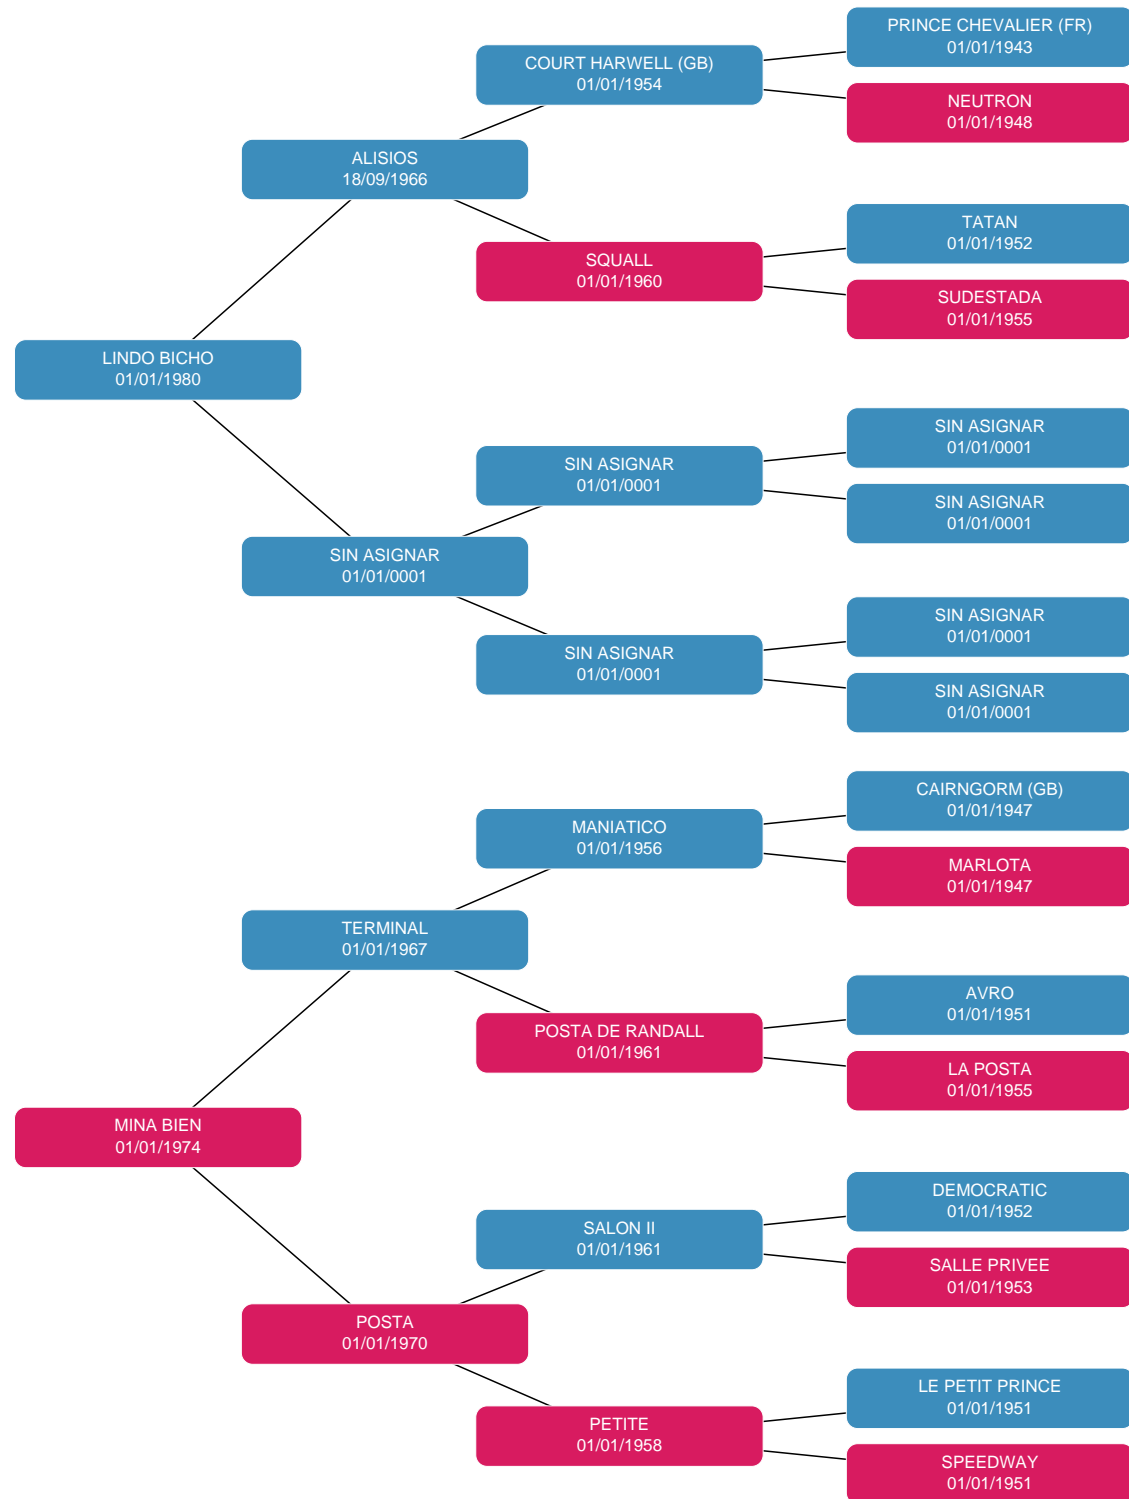 PRINCE CHEVALIER (FR)
01/01/1943
COURT HARWELL (GB)
01/01/1954
NEUTRON
01/01/1948
ALISIOS
18/09/1966
TATAN
01/01/1952
SQUALL
01/01/1960
SUDESTADA
01/01/1955
LINDO BICHO
01/01/1980
SIN ASIGNAR
01/01/0001
SIN ASIGNAR
01/01/0001
SIN ASIGNAR
01/01/0001
SIN ASIGNAR
01/01/0001
SIN ASIGNAR
01/01/0001
SIN ASIGNAR
01/01/0001
SIN ASIGNAR
01/01/0001
CAIRNGORM (GB)
01/01/1947
MANIATICO
01/01/1956
MARLOTA
01/01/1947
TERMINAL
01/01/1967
AVRO
01/01/1951
POSTA DE RANDALL
01/01/1961
LA POSTA
01/01/1955
MINA BIEN
01/01/1974
DEMOCRATIC
01/01/1952
SALON II
01/01/1961
SALLE PRIVEE
01/01/1953
POSTA
01/01/1970
LE PETIT PRINCE
01/01/1951
PETITE
01/01/1958
SPEEDWAY
01/01/1951